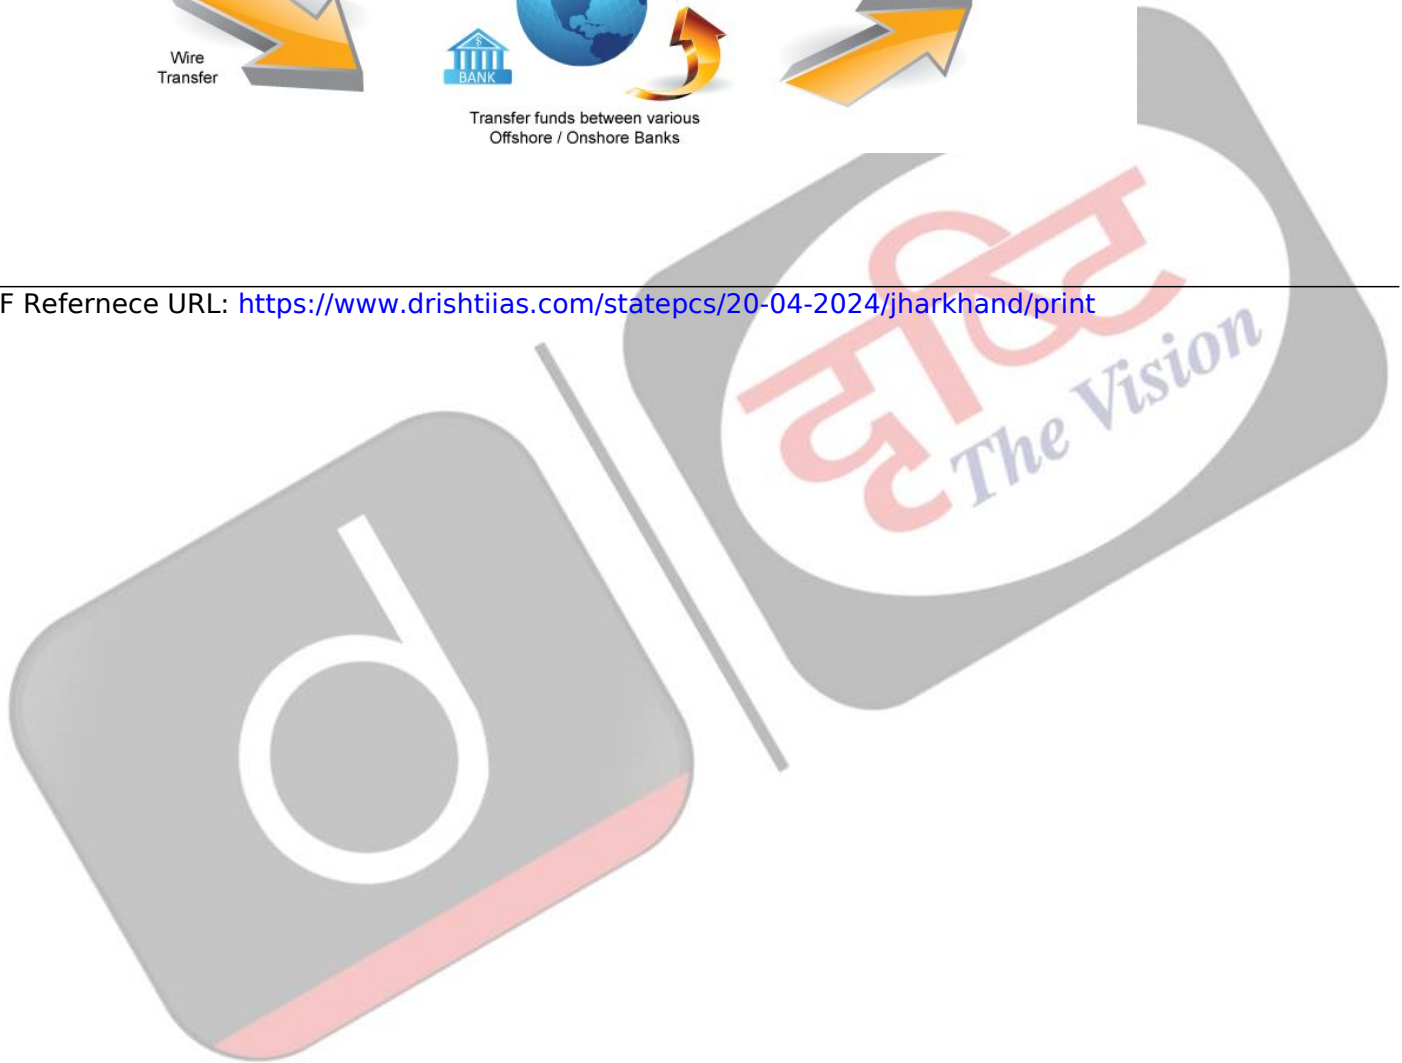 Wire
Transfer
$
BANK
Transfer funds between various
Offshore / Onshore Banks
F Refernece URL: https://www.drishtiias.com/statepcs/20-04-2024/jharkhand/print
दृष्टि
The Vision
d